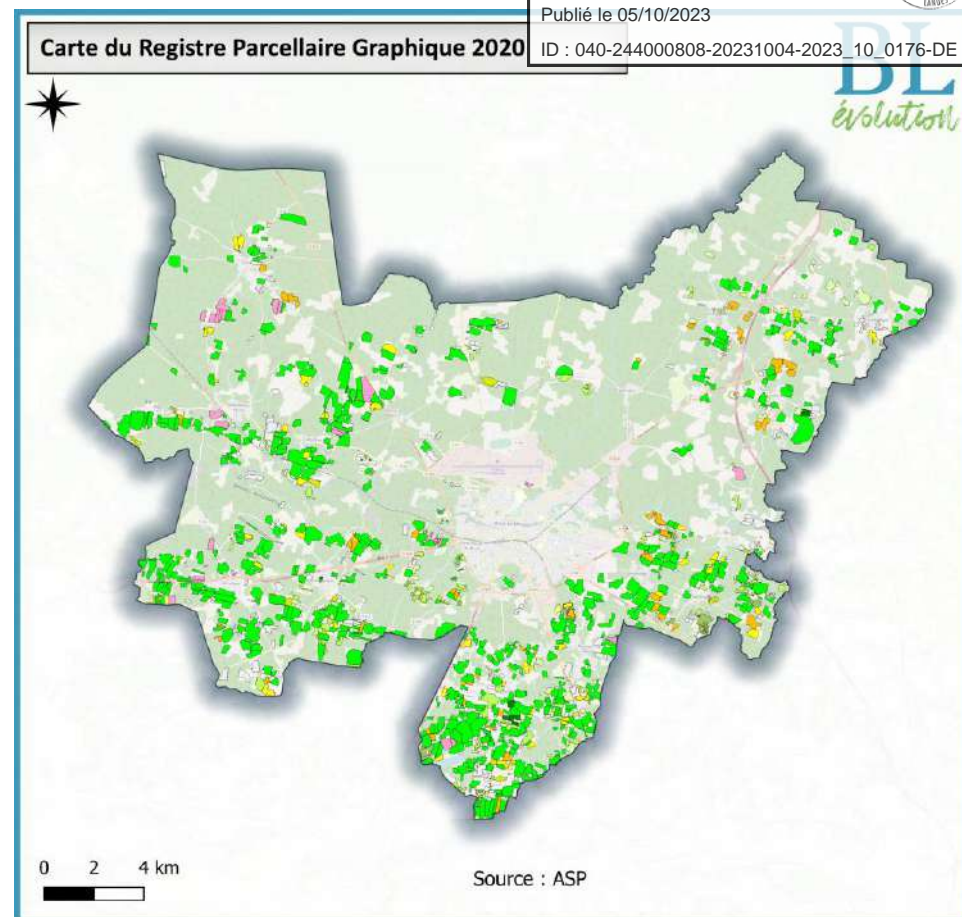 Publié le 05/10/2023
ID : 040-244000808-20231004-2023_10_0176-DE
Carte du Registre Parcellaire Graphique 2020
BL
évolution
0 2 4 km
Source : ASP